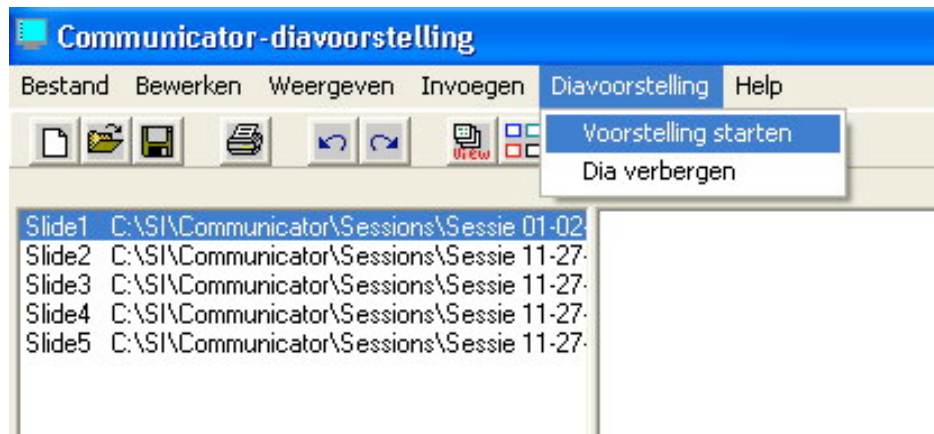 Communicator-diavoorstelling
Bestand Bewerken Weergeven Invoegen Diavoorstelling Help
Voorstelling starten
Dia verbergen
View
Slide1 C:\SI\Communicator\Sessions\Sessie 01-02-
Slide2 C:\SI\Communicator\Sessions\Sessie 11-27-
Slide3 C:\SI\Communicator\Sessions\Sessie 11-27-
Slide4 C:\SI\Communicator\Sessions\Sessie 11-27-
Slide5 C:\SI\Communicator\Sessions\Sessie 11-27-